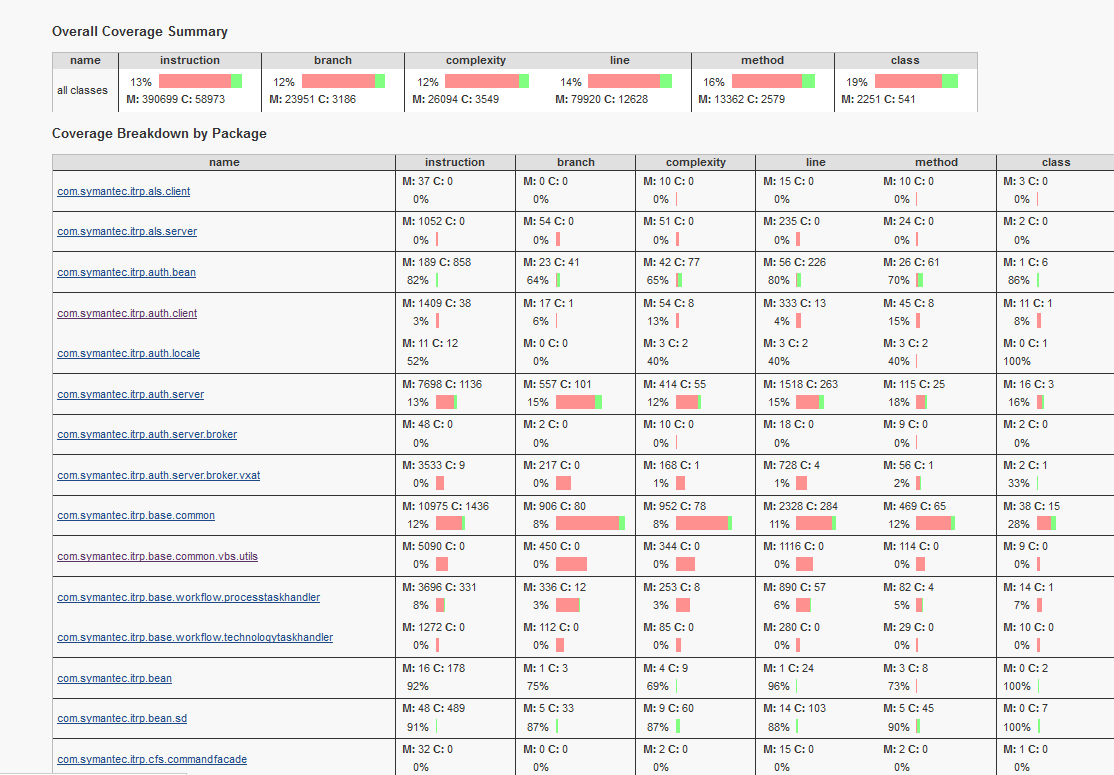 Overall Coverage Summary
name instruction branch complexity line method class
all classes 13% 12% 12% 14% 16% 19%
M: 390699 C: 58973 M: 23951 C: 3186 M: 26094 C: 3549 M: 79920 C: 12628 M: 13362 C: 2579 M: 2251 C: 541
Coverage Breakdown by Package
name instruction branch complexity line method class
com.symantec.itrp.als.client M: 37 C: 0 M: 0 C: 0 M: 10 C: 0 M: 15 C: 0 M: 10 C: 0 M: 3 C: 0
0% 0% 0% 0% 0% 0%
com.symantec.itrp.als.server M: 1052 C: 0 M: 54 C: 0 M: 51 C: 0 M: 235 C: 0 M: 24 C: 0 M: 2 C: 0
0% 0% 0% 0% 0% 0%
com.symantec.itrp.auth.bean M: 189 C: 858 M: 23 C: 41 M: 42 C: 77 M: 56 C: 226 M: 26 C: 61 M: 1 C: 6
82% 64% 65% 80% 70% 86%
com.symantec.itrp.auth.client M: 1409 C: 38 M: 17 C: 1 M: 54 C: 8 M: 333 C: 13 M: 45 C: 8 M: 11 C: 1
3% 6% 13% 4% 15% 8%
com.symantec.itrp.auth.locale M: 11 C: 12 M: 0 C: 0 M: 3 C: 2 M: 3 C: 2 M: 3 C: 2 M: 0 C: 1
52% 0% 40% 40% 40% 100%
com.symantec.itrp.auth.server M: 7698 C: 1136 M: 557 C: 101 M: 414 C: 55 M: 1518 C: 263 M: 115 C: 25 M: 16 C: 3
13% 15% 12% 15% 18% 16%
com.symantec.itrp.auth.server.broker M: 48 C: 0 M: 2 C: 0 M: 10 C: 0 M: 18 C: 0 M: 9 C: 0 M: 2 C: 0
0% 0% 0% 0% 0% 0%
com.symantec.itrp.auth.server.broker.vxat M: 3533 C: 9 M: 217 C: 0 M: 168 C: 1 M: 728 C: 4 M: 56 C: 1 M: 2 C: 1
0% 0% 1% 1% 2% 33%
com.symantec.itrp.base.common M: 10975 C: 1436 M: 906 C: 80 M: 952 C: 78 M: 2328 C: 284 M: 469 C: 65 M: 38 C: 15
12% 8% 8% 11% 12% 28%
com.symantec.itrp.base.common.vbs.utils M: 5090 C: 0 M: 450 C: 0 M: 344 C: 0 M: 1116 C: 0 M: 114 C: 0 M: 9 C: 0
0% 0% 0% 0% 0% 0%
com.symantec.itrp.base.workflow.processtaskhandler M: 3696 C: 331 M: 336 C: 12 M: 253 C: 8 M: 890 C: 57 M: 82 C: 4 M: 14 C: 1
8% 3% 3% 6% 5% 7%
com.symantec.itrp.base.workflow.technologytaskhandler M: 1272 C: 0 M: 112 C: 0 M: 85 C: 0 M: 280 C: 0 M: 29 C: 0 M: 10 C: 0
0% 0% 0% 0% 0% 0%
com.symantec.itrp.bean M: 16 C: 178 M: 1 C: 3 M: 4 C: 9 M: 1 C: 24 M: 3 C: 8 M: 0 C: 2
92% 75% 69% 96% 73% 100%
com.symantec.itrp.bean.sd M: 48 C: 489 M: 5 C: 33 M: 9 C: 60 M: 14 C: 103 M: 5 C: 45 M: 0 C: 7
91% 87% 87% 88% 90% 100%
com.symantec.itrp.cfs.commandfacade M: 32 C: 0 M: 0 C: 0 M: 2 C: 0 M: 15 C: 0 M: 2 C: 0 M: 1 C: 0
0% 0% 0% 0% 0% 0%